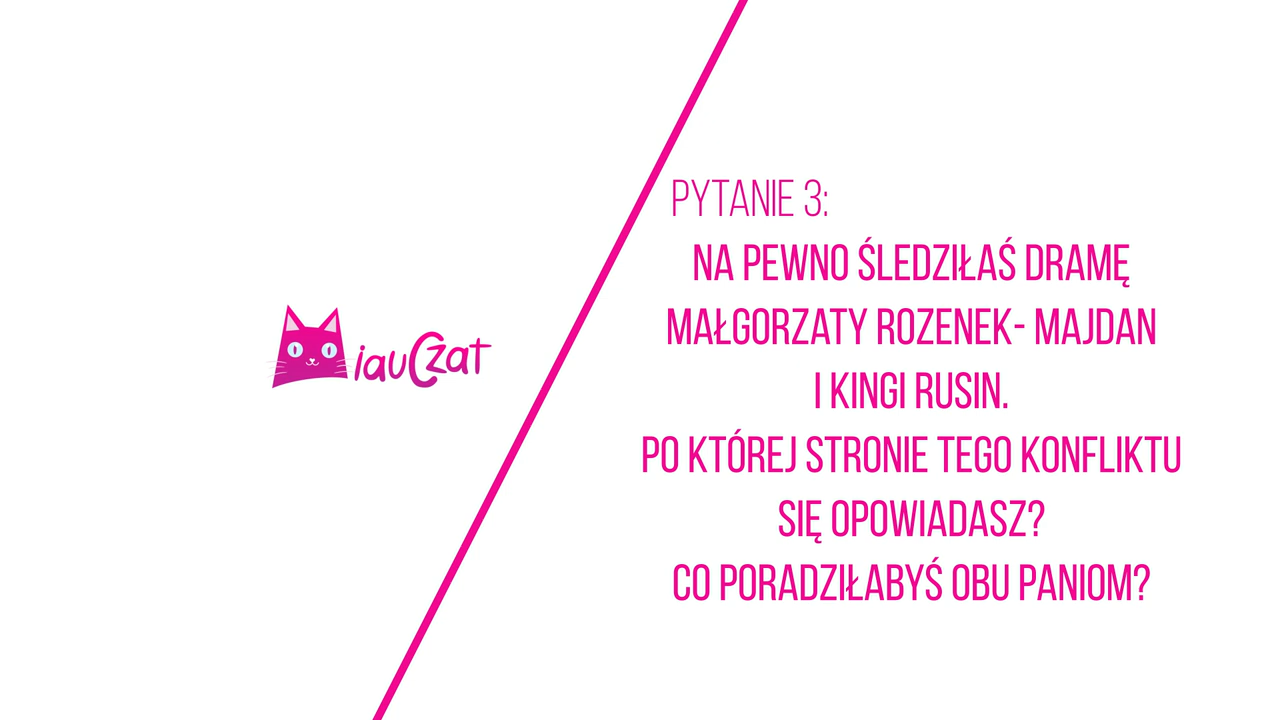 miauCzat
PYTANIE 3:
NA PEWNO ŚLEDZIŁAŚ DRAMĘ
MAŁGORZATY ROZENEK- MAJDAN
I KINGI RUSIN.
PO KTÓREJ STRONIE TEGO KONFLIKTU
SIĘ OPOWIADASZ?
CO PORADZIŁABYŚ OBU PANIOM?